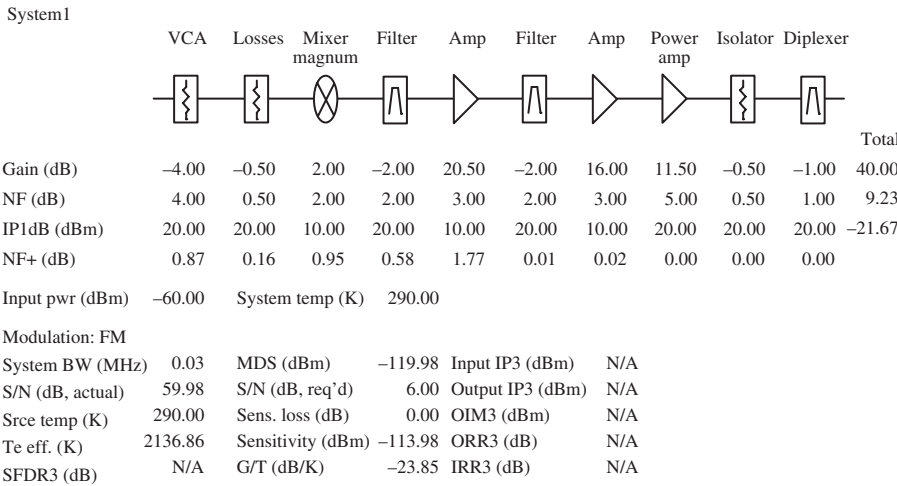 System1
VCA Losses Mixer magnum Filter Amp Filter Amp Power amp Isolator Diplexer
Total
Gain (dB) –4.00 –0.50 2.00 –2.00 20.50 –2.00 16.00 11.50 –0.50 –1.00 40.00
NF (dB) 4.00 0.50 2.00 2.00 3.00 2.00 3.00 5.00 0.50 1.00 9.23
IP1dB (dBm) 20.00 20.00 10.00 20.00 10.00 20.00 10.00 20.00 20.00 20.00 –21.67
NF+ (dB) 0.87 0.16 0.95 0.58 1.77 0.01 0.02 0.00 0.00 0.00
Input pwr (dBm) –60.00 System temp (K) 290.00
Modulation: FM
System BW (MHz) 0.03 MDS (dBm) –119.98 Input IP3 (dBm) N/A
S/N (dB, actual) 59.98 S/N (dB, req'd) 6.00 Output IP3 (dBm) N/A
Srce temp (K) 290.00 Sens. loss (dB) 0.00 OIM3 (dBm) N/A
Te eff. (K) 2136.86 Sensitivity (dBm) –113.98 ORR3 (dB) N/A
SFDR3 (dB) N/A G/T (dB/K) –23.85 IRR3 (dB) N/A